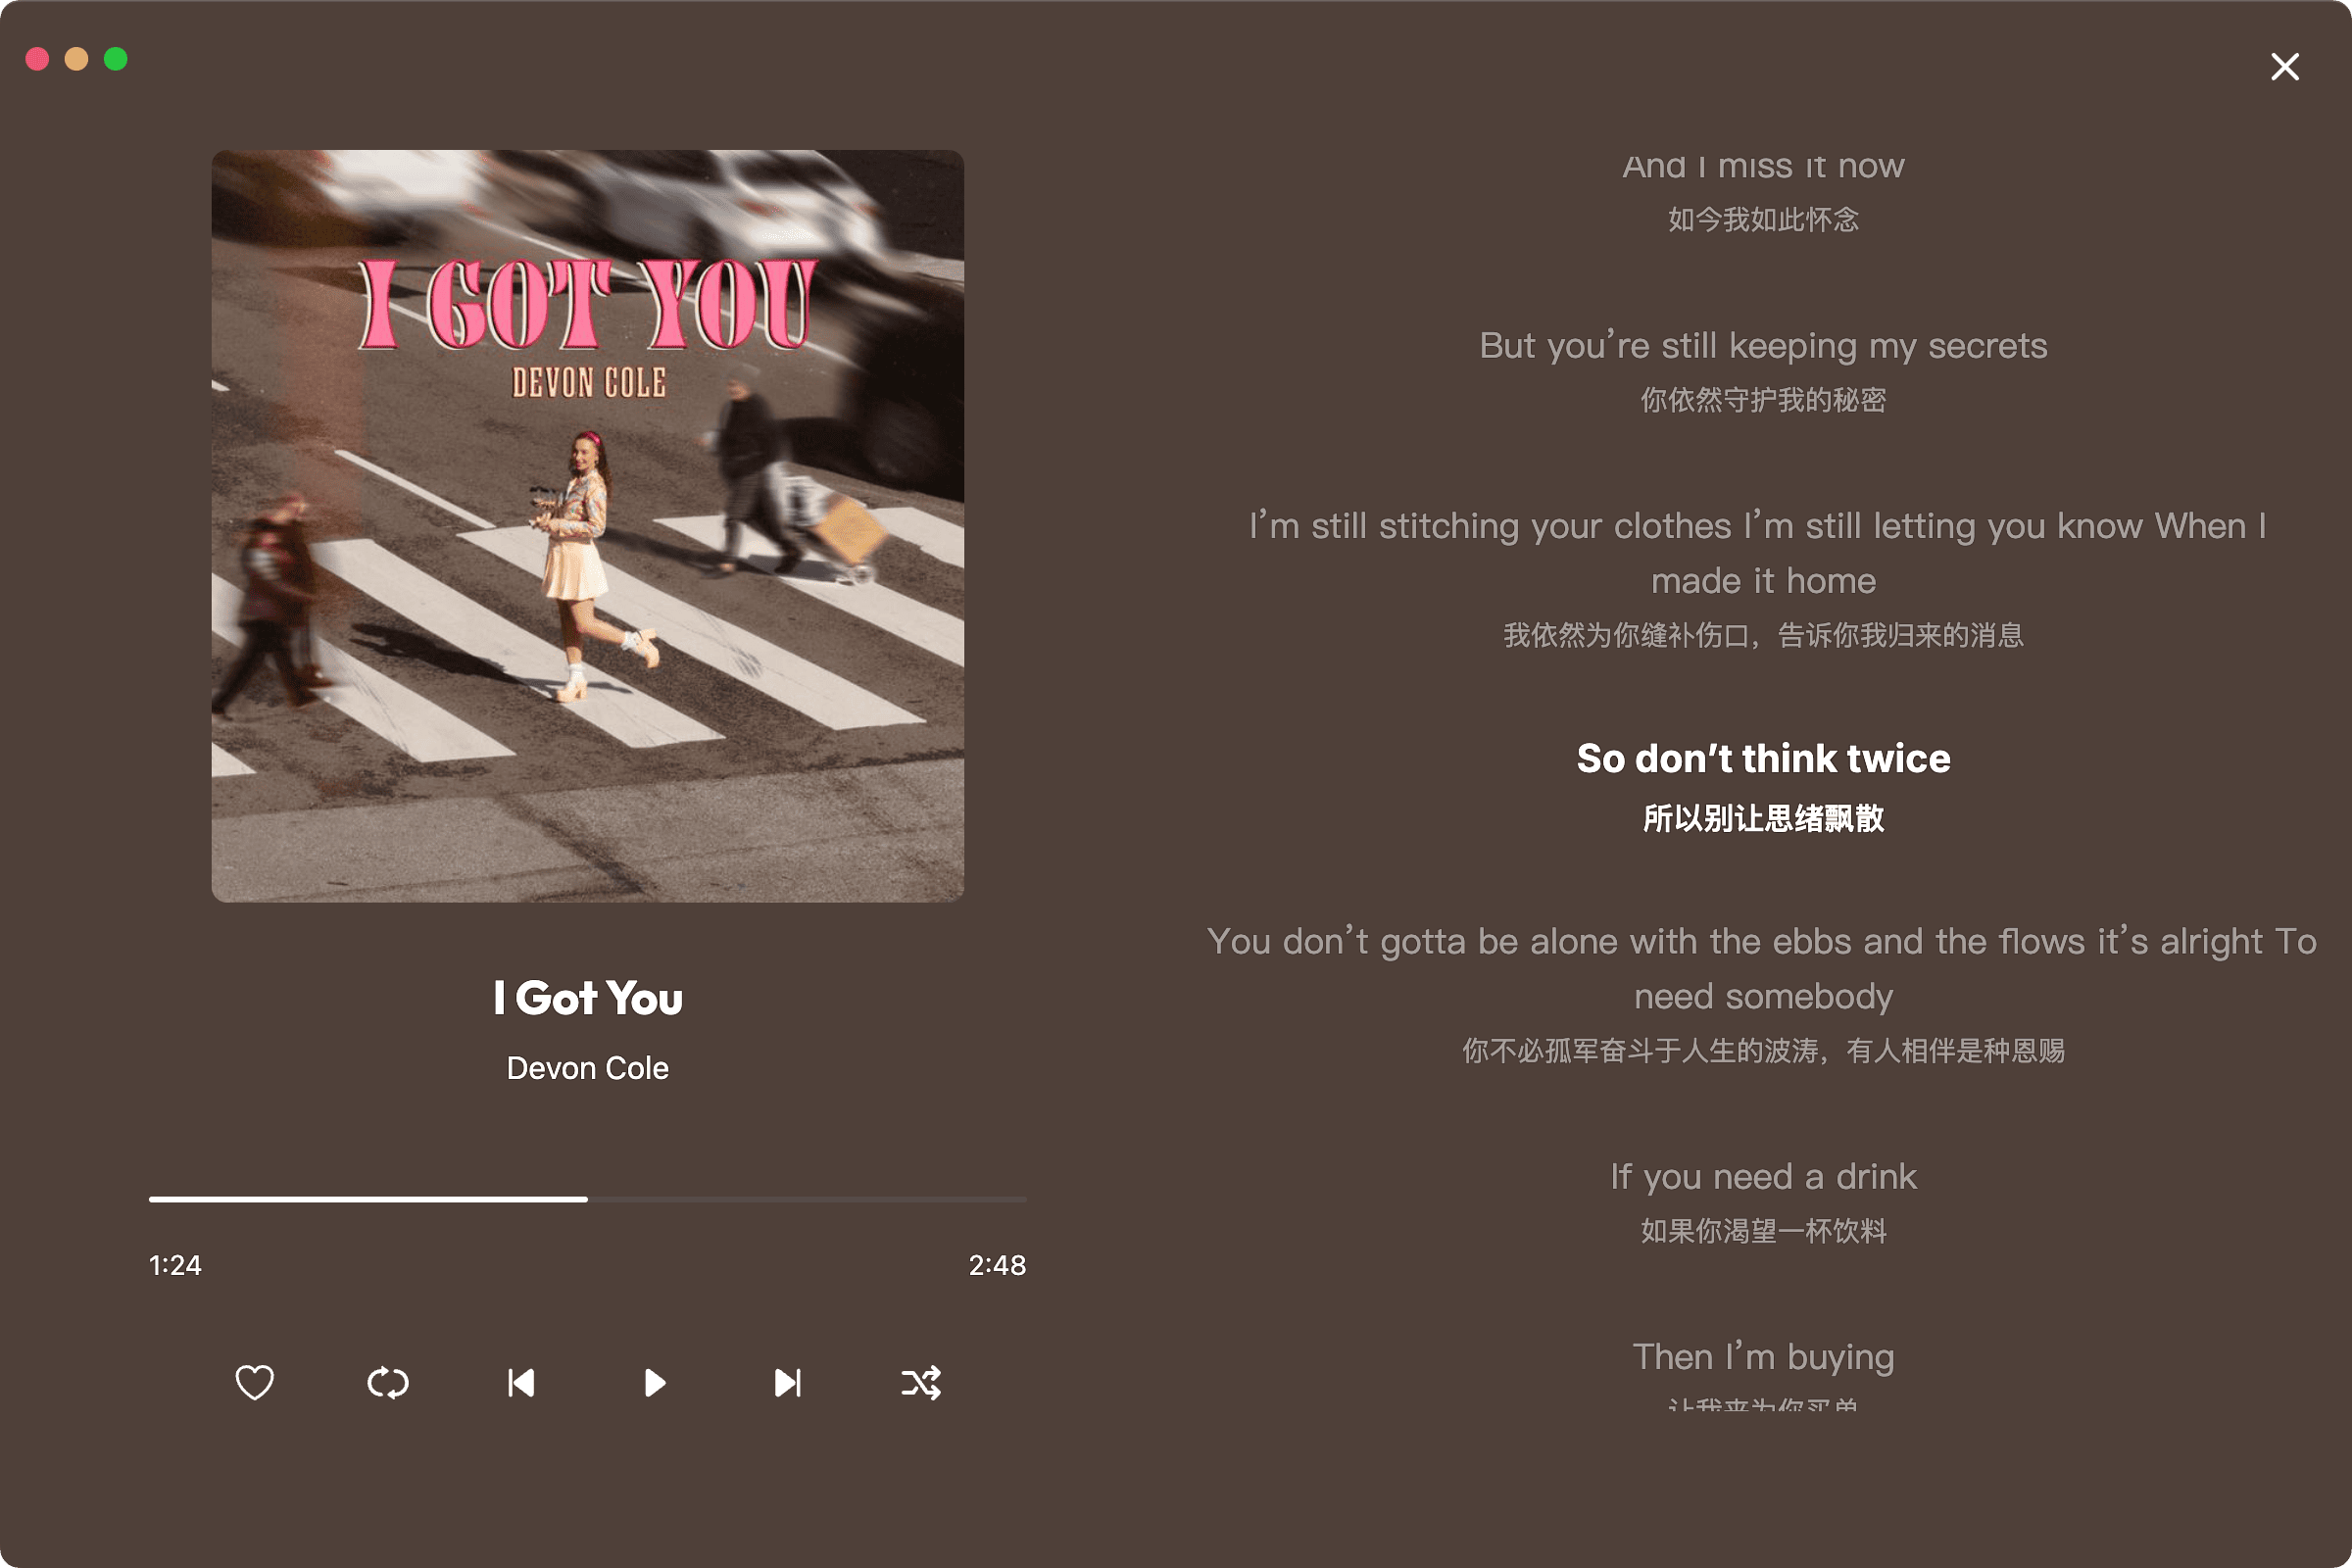 I GOT YOU
DEVON COLE
I Got You
Devon Cole
1:24
2:48
And I miss it now
如今我如此怀念
But you’re still keeping my secrets
你依然守护我的秘密
I’m still stitching your clothes I’m still letting you know When I
made it home
我依然为你缝补伤口，告诉你我归来的消息
So don’t think twice
所以别让思绪飘散
You don’t gotta be alone with the ebbs and the flows it’s alright To
need somebody
你不必孤军奋斗于人生的波涛，有人相伴是种恩赐
If you need a drink
如果你渴望一杯饮料
Then I’m buying
让我来为你买单